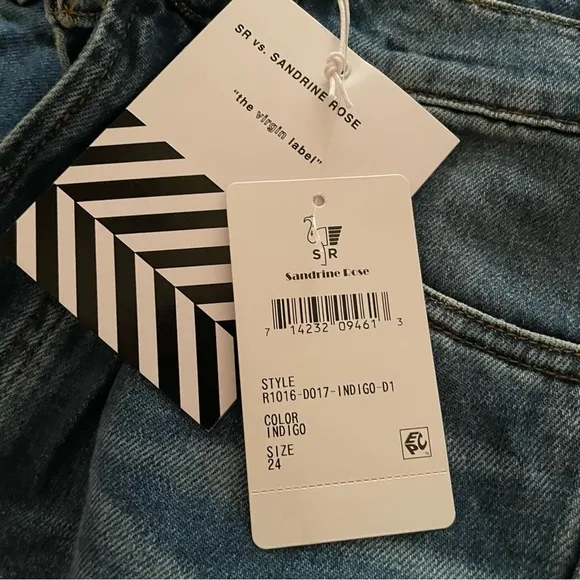 SR vs. SANDRINE ROSE
"the virgin label"
S R
Sandrine Rose
7 14232 09461 3
STYLE
R1016-D017-INDIGO-D1
COLOR
INDIGO
SIZE
24
EPC